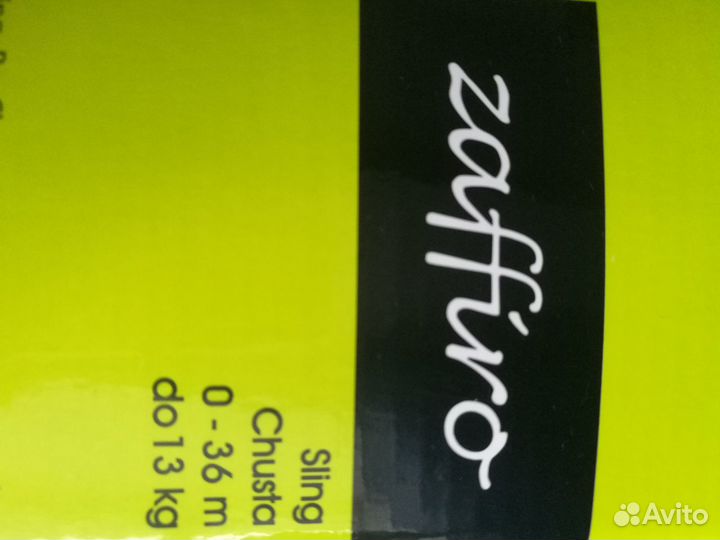 zaffiro
Sling
Chusta
0 - 36 m
do 13 kg
Avito